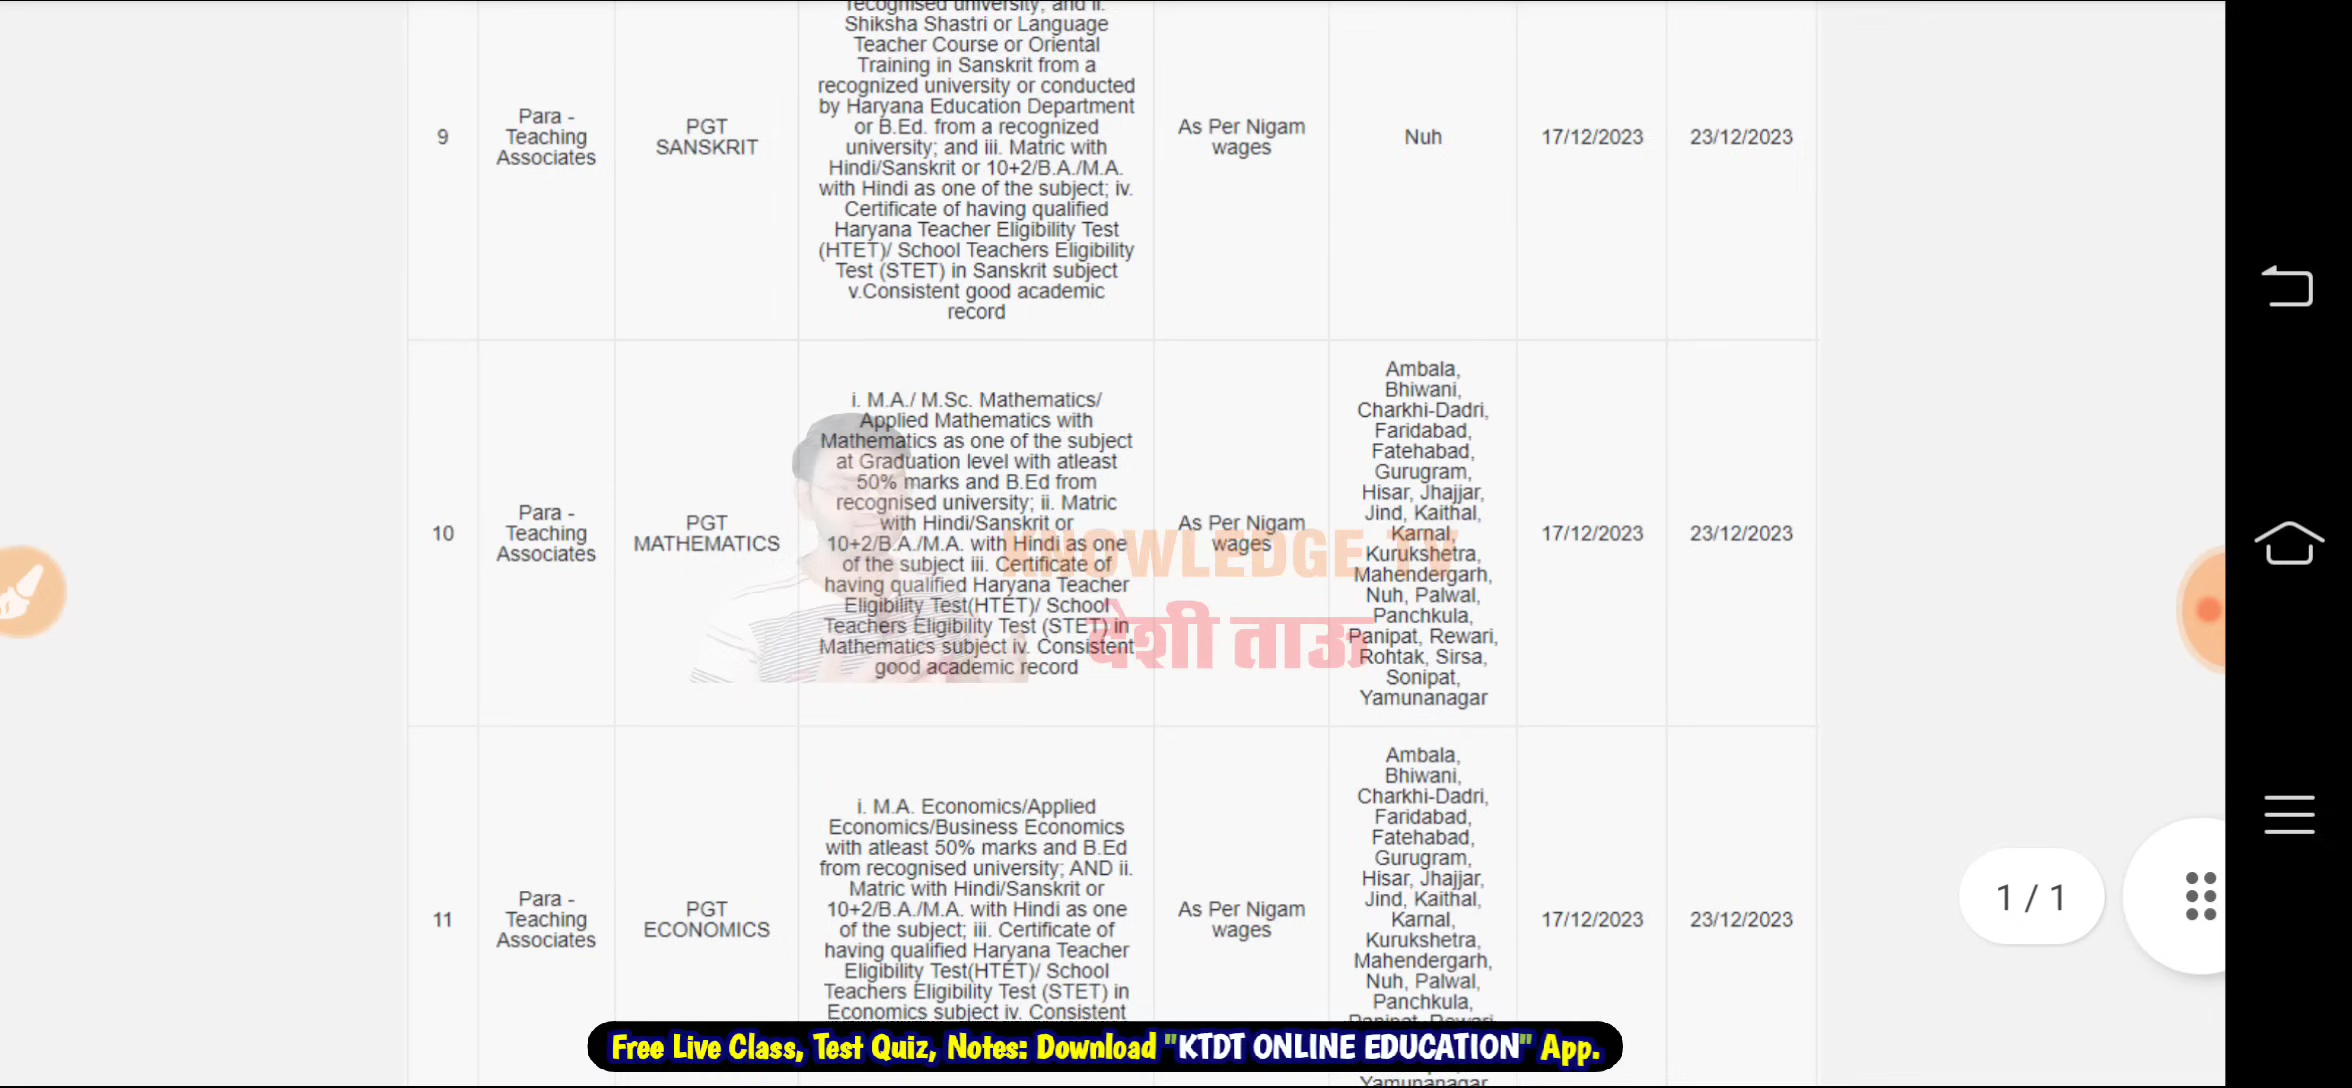 recognised university; and ii.
Shiksha Shastri or Language
Teacher Course or Oriental
Training in Sanskrit from a
recognized university or conducted
by Haryana Education Department
or B.Ed. from a recognized
university; and iii. Matric with
Hindi/Sanskrit or 10+2/B.A./M.A.
with Hindi as one of the subject; iv.
Certificate of having qualified
Haryana Teacher Eligibility Test
(HTET)/ School Teachers Eligibility
Test (STET) in Sanskrit subject
v.Consistent good academic
record
9
Para -
Teaching
Associates
PGT
SANSKRIT
As Per Nigam
wages
Nuh
17/12/2023
23/12/2023
10
Para -
Teaching
Associates
PGT
MATHEMATICS
i. M.A./ M.Sc. Mathematics/
Applied Mathematics with
Mathematics as one of the subject
at Graduation level with atleast
50% marks and B.Ed from
recognised university; ii. Matric
with Hindi/Sanskrit or
10+2/B.A./M.A. with Hindi as one
of the subject iii. Certificate of
having qualified Haryana Teacher
Eligibility Test(HTET)/ School
Teachers Eligibility Test (STET) in
Mathematics subject iv. Consistent
good academic record
As Per Nigam
wages
Ambala,
Bhiwani,
Charkhi-Dadri,
Faridabad,
Fatehabad,
Gurugram,
Hisar, Jhajjar,
Jind, Kaithal,
Karnal,
Kurukshetra,
Mahendergarh,
Nuh, Palwal,
Panchkula,
Panipat, Rewari,
Rohtak, Sirsa,
Sonipat,
Yamunanagar
17/12/2023
23/12/2023
KNOWLEDGE TV
देशी ताऊ
11
Para -
Teaching
Associates
PGT
ECONOMICS
i. M.A. Economics/Applied
Economics/Business Economics
with atleast 50% marks and B.Ed
from recognised university; AND ii.
Matric with Hindi/Sanskrit or
10+2/B.A./M.A. with Hindi as one
of the subject; iii. Certificate of
having qualified Haryana Teacher
Eligibility Test(HTET)/ School
Teachers Eligibility Test (STET) in
Economics subject iv. Consistent
As Per Nigam
wages
Ambala,
Bhiwani,
Charkhi-Dadri,
Faridabad,
Fatehabad,
Gurugram,
Hisar, Jhajjar,
Jind, Kaithal,
Karnal,
Kurukshetra,
Mahendergarh,
Nuh, Palwal,
Panchkula,
Panipat, Rewari,
Yamunanagar
17/12/2023
23/12/2023
1 / 1
Free Live Class, Test Quiz, Notes: Download "KTDT ONLINE EDUCATION" App.